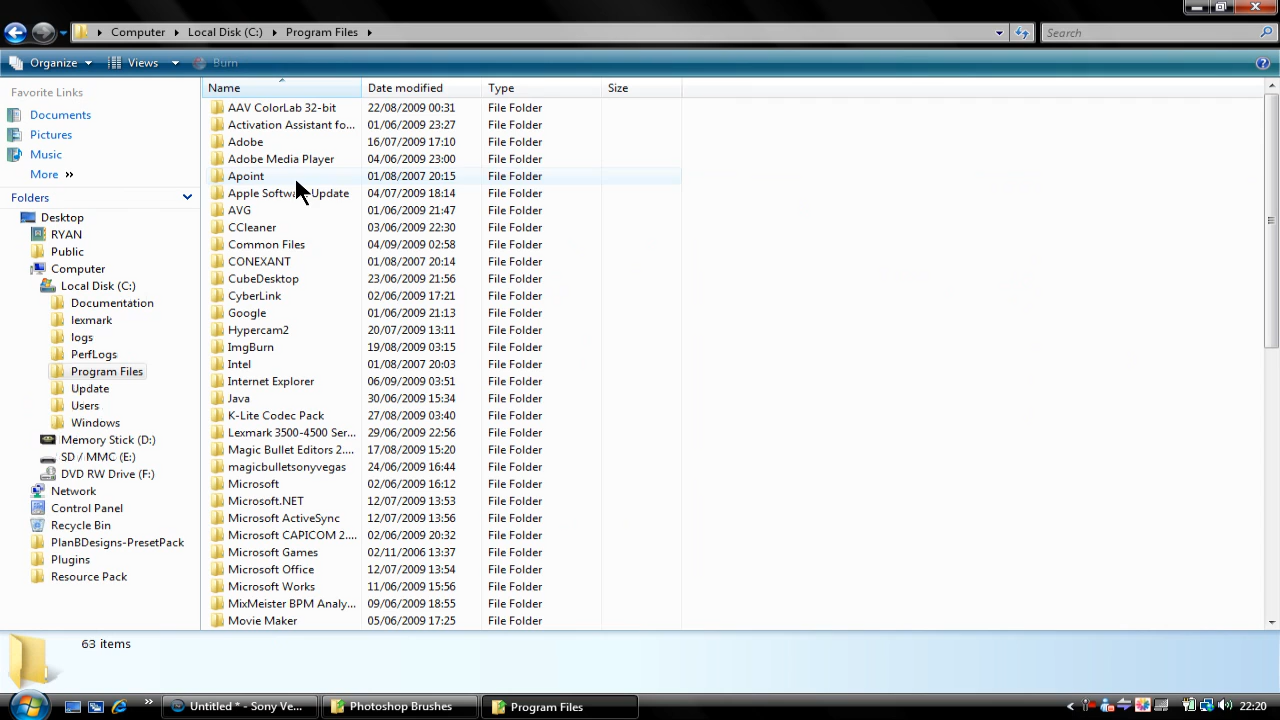 Computer Local Disk (C:) Program Files Search
Organize Views Burn
Favorite Links
Documents
Pictures
Music
More »
Folders
Desktop
RYAN
Public
Computer
Local Disk (C:)
Documentation
lexmark
logs
PerfLogs
Program Files
Update
Users
Windows
Memory Stick (D:)
SD / MMC (E:)
DVD RW Drive (F:)
Network
Control Panel
Recycle Bin
PlanBDesigns-PresetPack
Plugins
Resource Pack
Name Date modified Type Size
AAV ColorLab 32-bit 22/08/2009 00:31 File Folder
Activation Assistant fo... 01/06/2009 23:27 File Folder
Adobe 16/07/2009 17:10 File Folder
Adobe Media Player 04/06/2009 23:00 File Folder
Apoint 01/08/2007 20:15 File Folder
Apple Software Update 04/07/2009 18:14 File Folder
AVG 01/06/2009 21:47 File Folder
CCleaner 03/06/2009 22:30 File Folder
Common Files 04/09/2009 02:58 File Folder
CONEXANT 01/08/2007 20:14 File Folder
CubeDesktop 23/06/2009 21:56 File Folder
CyberLink 02/06/2009 17:21 File Folder
Google 01/06/2009 21:13 File Folder
Hypercam2 20/07/2009 13:11 File Folder
ImgBurn 19/08/2009 03:15 File Folder
Intel 01/08/2007 20:03 File Folder
Internet Explorer 06/09/2009 03:51 File Folder
Java 30/06/2009 15:34 File Folder
K-Lite Codec Pack 27/08/2009 03:40 File Folder
Lexmark 3500-4500 Ser... 29/06/2009 22:56 File Folder
Magic Bullet Editors 2.... 17/08/2009 15:20 File Folder
magicbulletsonyvegas 24/06/2009 16:44 File Folder
Microsoft 02/06/2009 16:12 File Folder
Microsoft.NET 12/07/2009 13:53 File Folder
Microsoft ActiveSync 12/07/2009 13:56 File Folder
Microsoft CAPICOM 2.... 02/06/2009 20:32 File Folder
Microsoft Games 02/11/2006 13:37 File Folder
Microsoft Office 12/07/2009 13:54 File Folder
Microsoft Works 11/06/2009 15:56 File Folder
MixMeister BPM Analy... 09/06/2009 18:55 File Folder
Movie Maker 05/06/2009 17:25 File Folder
63 items
Untitled * - Sony Ve... Photoshop Brushes Program Files 22:20